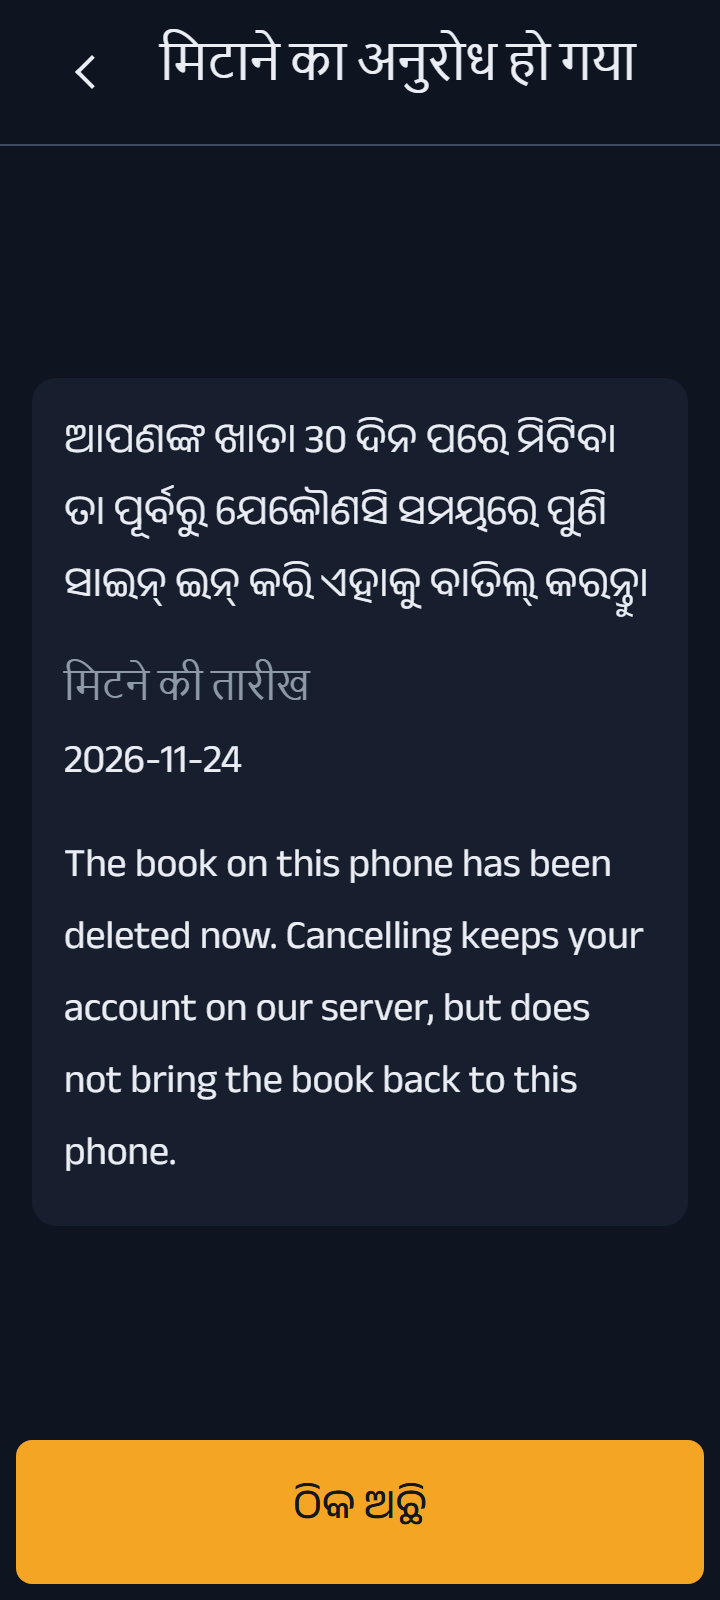 मिटाने का अनुरोध हो गया
ଆପଣଙ୍କ ଖାତା 30 ଦିନ ପରେ ମିଟିବା
ତା ପୂର୍ବରୁ ଯେକୌଣସି ସମୟରେ ପୁଣି
ସାଇନ୍ ଇନ୍ କରି ଏହାକୁ ବାତିଲ୍ କରନ୍ତୁ।
मिटने की तारीख
2026-11-24
The book on this phone has been
deleted now. Cancelling keeps your
account on our server, but does
not bring the book back to this
phone.
ଠିକ ଅଛି